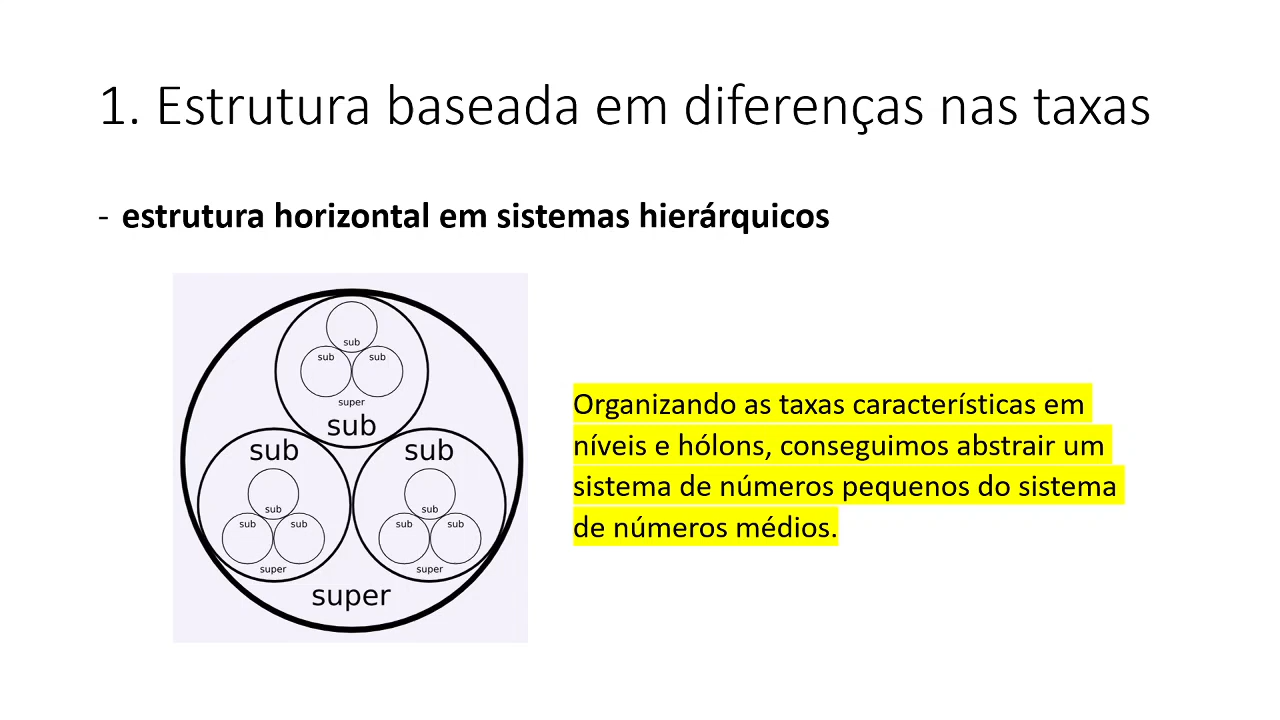 1. Estrutura baseada em diferenças nas taxas
- estrutura horizontal em sistemas hierárquicos
sub
sub sub
super
sub
sub sub
sub sub
sub sub sub sub
super super
super
Organizando as taxas características em
níveis e hólons, conseguimos abstrair um
sistema de números pequenos do sistema
de números médios.